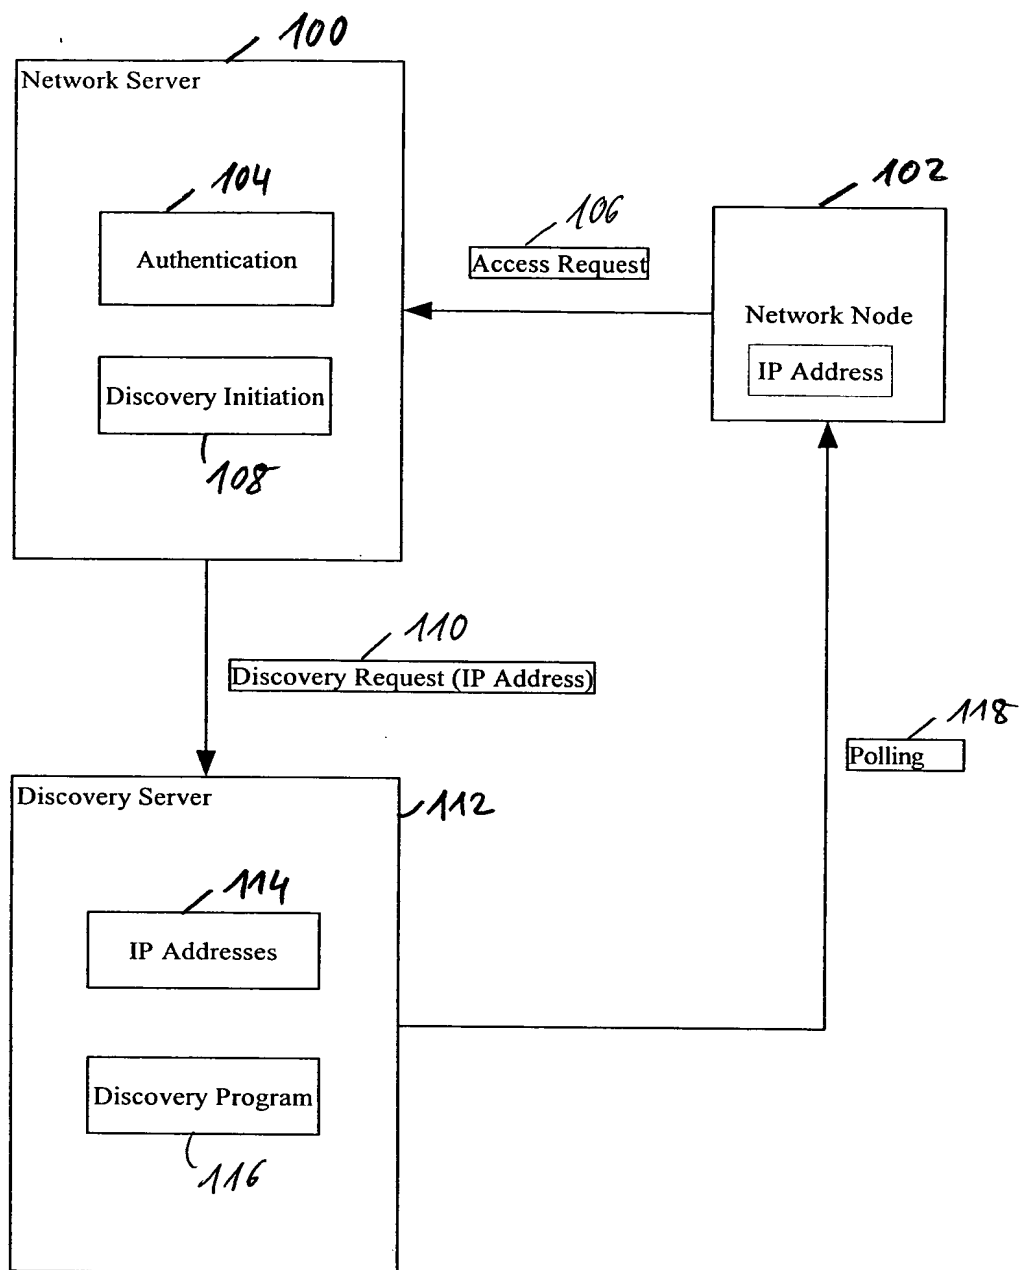 100
Network Server
104
Authentication
106
Access Request
102
Network Node
IP Address
Discovery Initiation
108
110
Discovery Request (IP Address)
118
Polling
Discovery Server
112
114
IP Addresses
Discovery Program
116